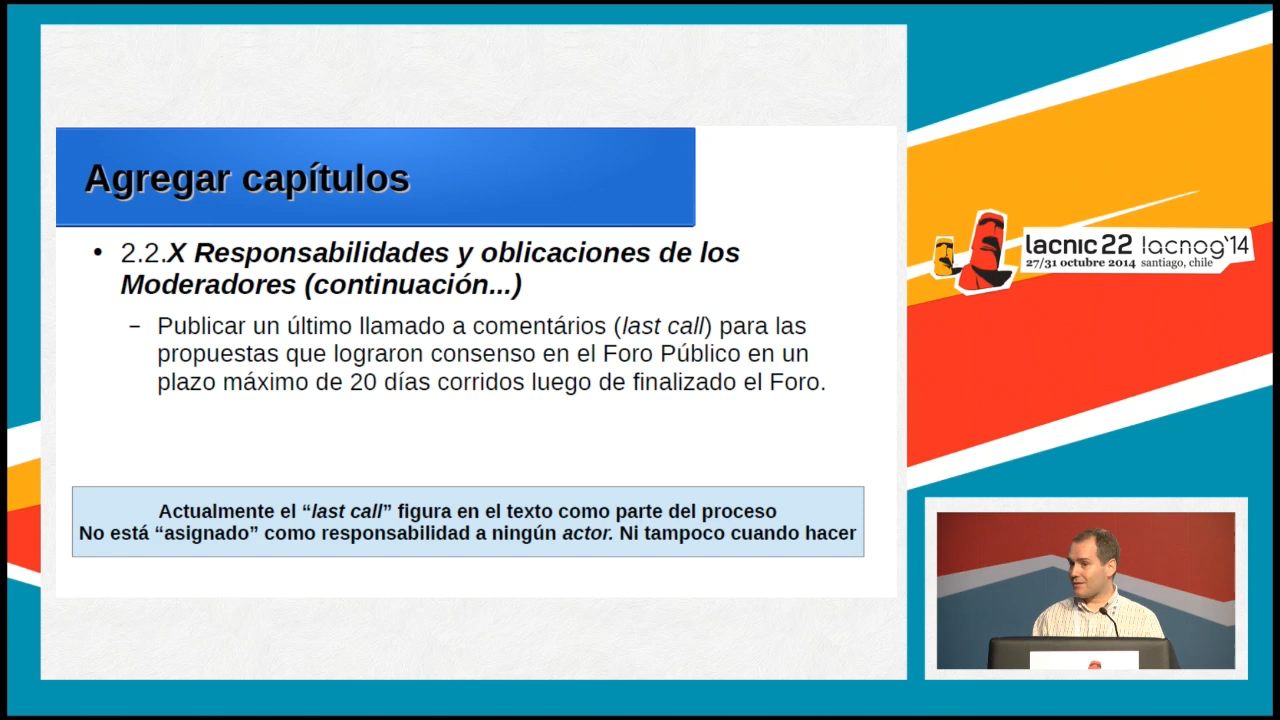 Agregar capítulos
• 2.2.X Responsabilidades y oblicaciones de los
Moderadores (continuación...)
– Publicar un último llamado a comentários (last call) para las
propuestas que lograron consenso en el Foro Público en un
plazo máximo de 20 días corridos luego de finalizado el Foro.
Actualmente el “last call” figura en el texto como parte del proceso
No está “asignado” como responsabilidad a ningún actor. Ni tampoco cuando hacer
lacnic 22 lacnog'14
27/31 octubre 2014 santiago, chile